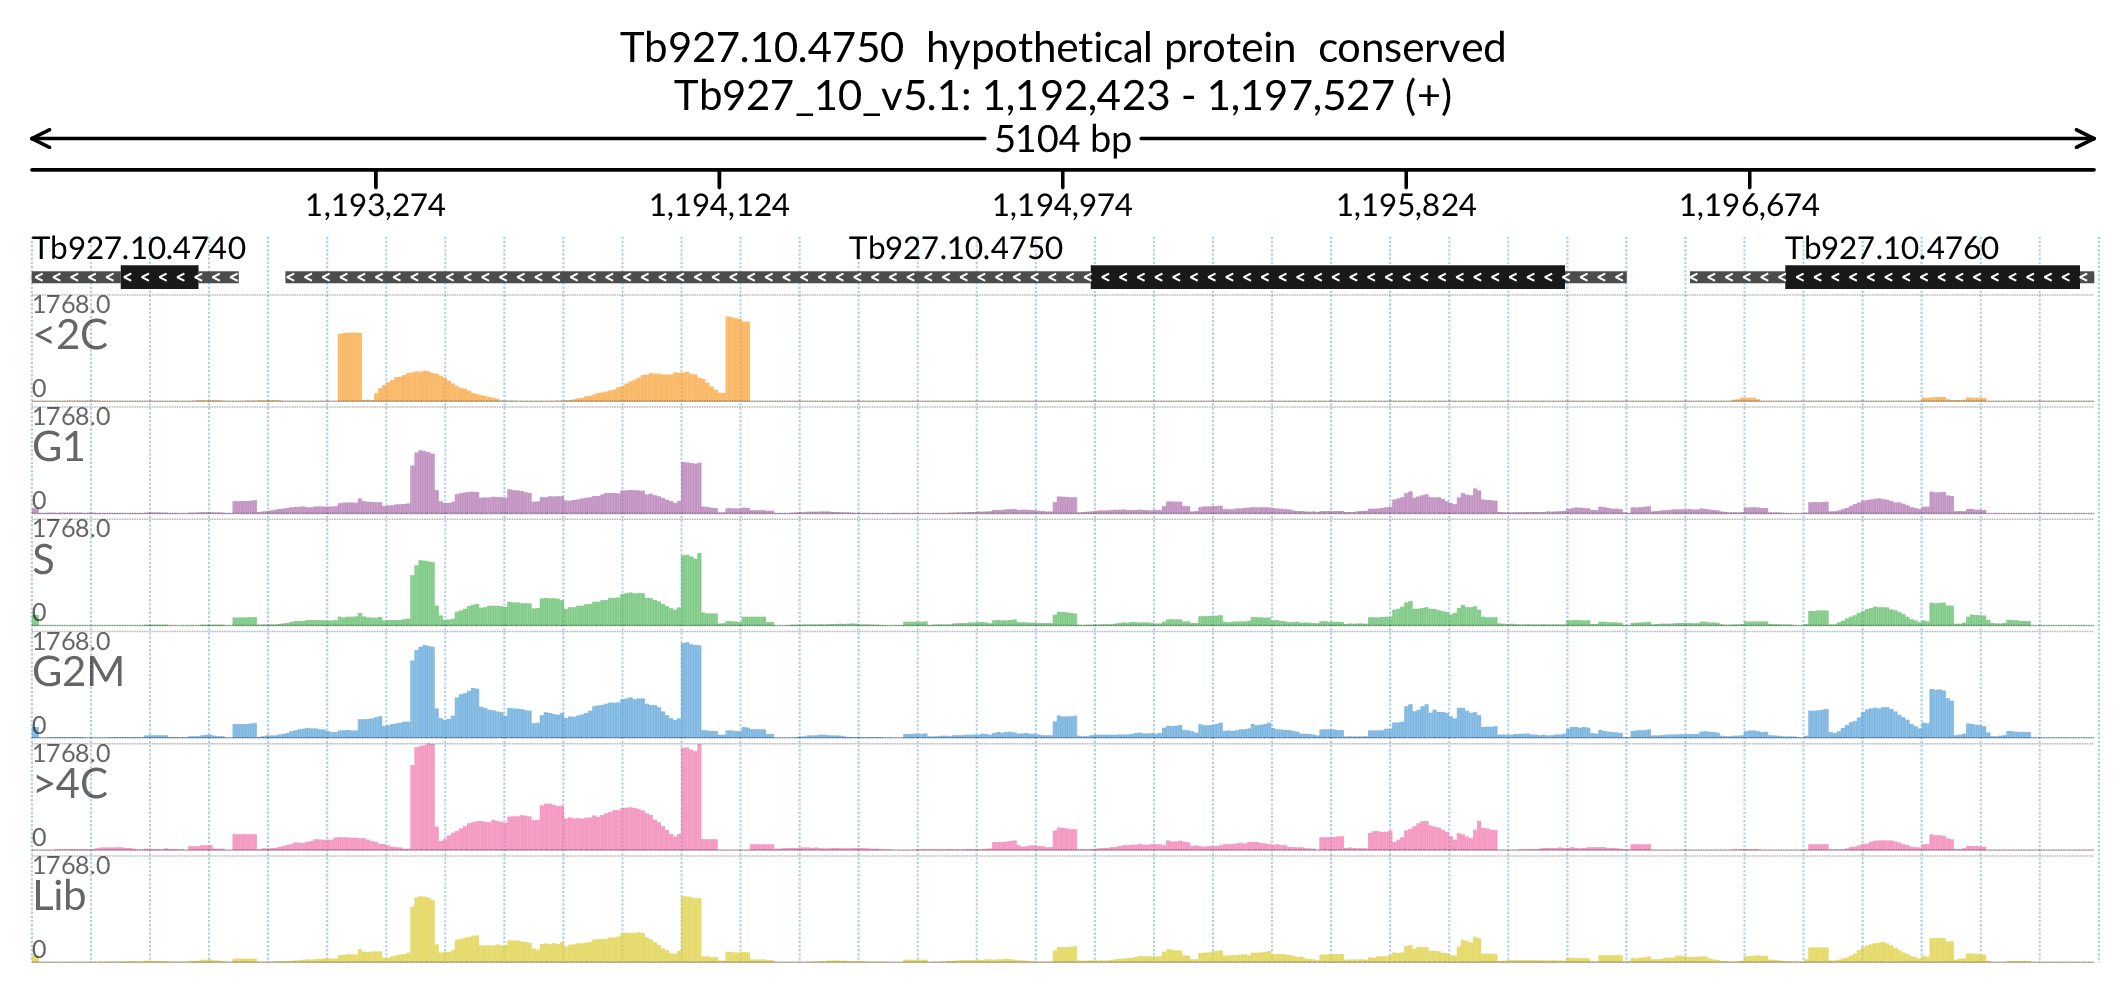 Tb927.10.4750  hypothetical protein  conserved
Tb927_10_v5.1: 1,192,423 - 1,197,527 (+)
5104 bp
1,193,274 1,194,124 1,194,974 1,195,824 1,196,674
Tb927.10.4740 Tb927.10.4750 Tb927.10.4760
1768.0
<2C
0
1768.0
G1
0
1768.0
S
0
1768.0
G2M
0
1768.0
>4C
0
1768.0
Lib
0